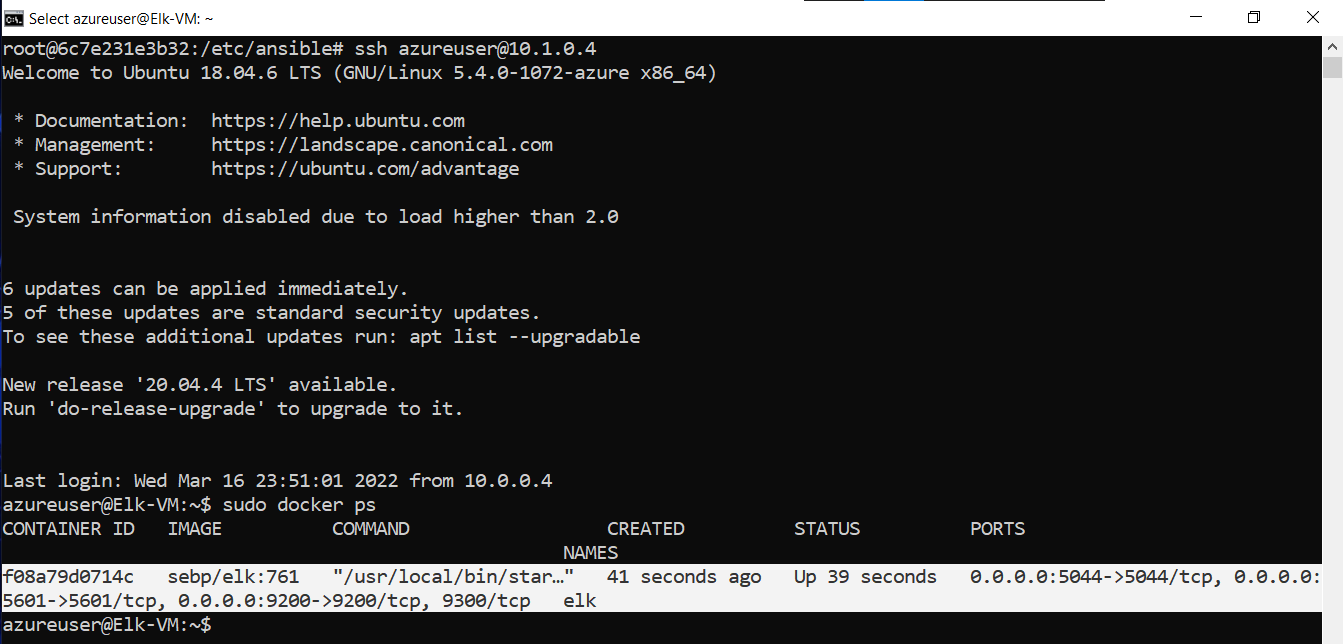 Select azureuser@Elk-VM: ~
root@6c7e231e3b32:/etc/ansible# ssh azureuser@10.1.0.4
Welcome to Ubuntu 18.04.6 LTS (GNU/Linux 5.4.0-1072-azure x86_64)
* Documentation:  https://help.ubuntu.com
* Management:     https://landscape.canonical.com
* Support:        https://ubuntu.com/advantage
System information disabled due to load higher than 2.0
6 updates can be applied immediately.
5 of these updates are standard security updates.
To see these additional updates run: apt list --upgradable
New release '20.04.4 LTS' available.
Run 'do-release-upgrade' to upgrade to it.
Last login: Wed Mar 16 23:51:01 2022 from 10.0.0.4
azureuser@Elk-VM:~$ sudo docker ps
CONTAINER ID   IMAGE          COMMAND                  CREATED          STATUS          PORTS
NAMES
f08a79d0714c   sebp/elk:761   "/usr/local/bin/star…"   41 seconds ago   Up 39 seconds   0.0.0.0:5044->5044/tcp, 0.0.0.0:
5601->5601/tcp, 0.0.0.0:9200->9200/tcp, 9300/tcp   elk
azureuser@Elk-VM:~$